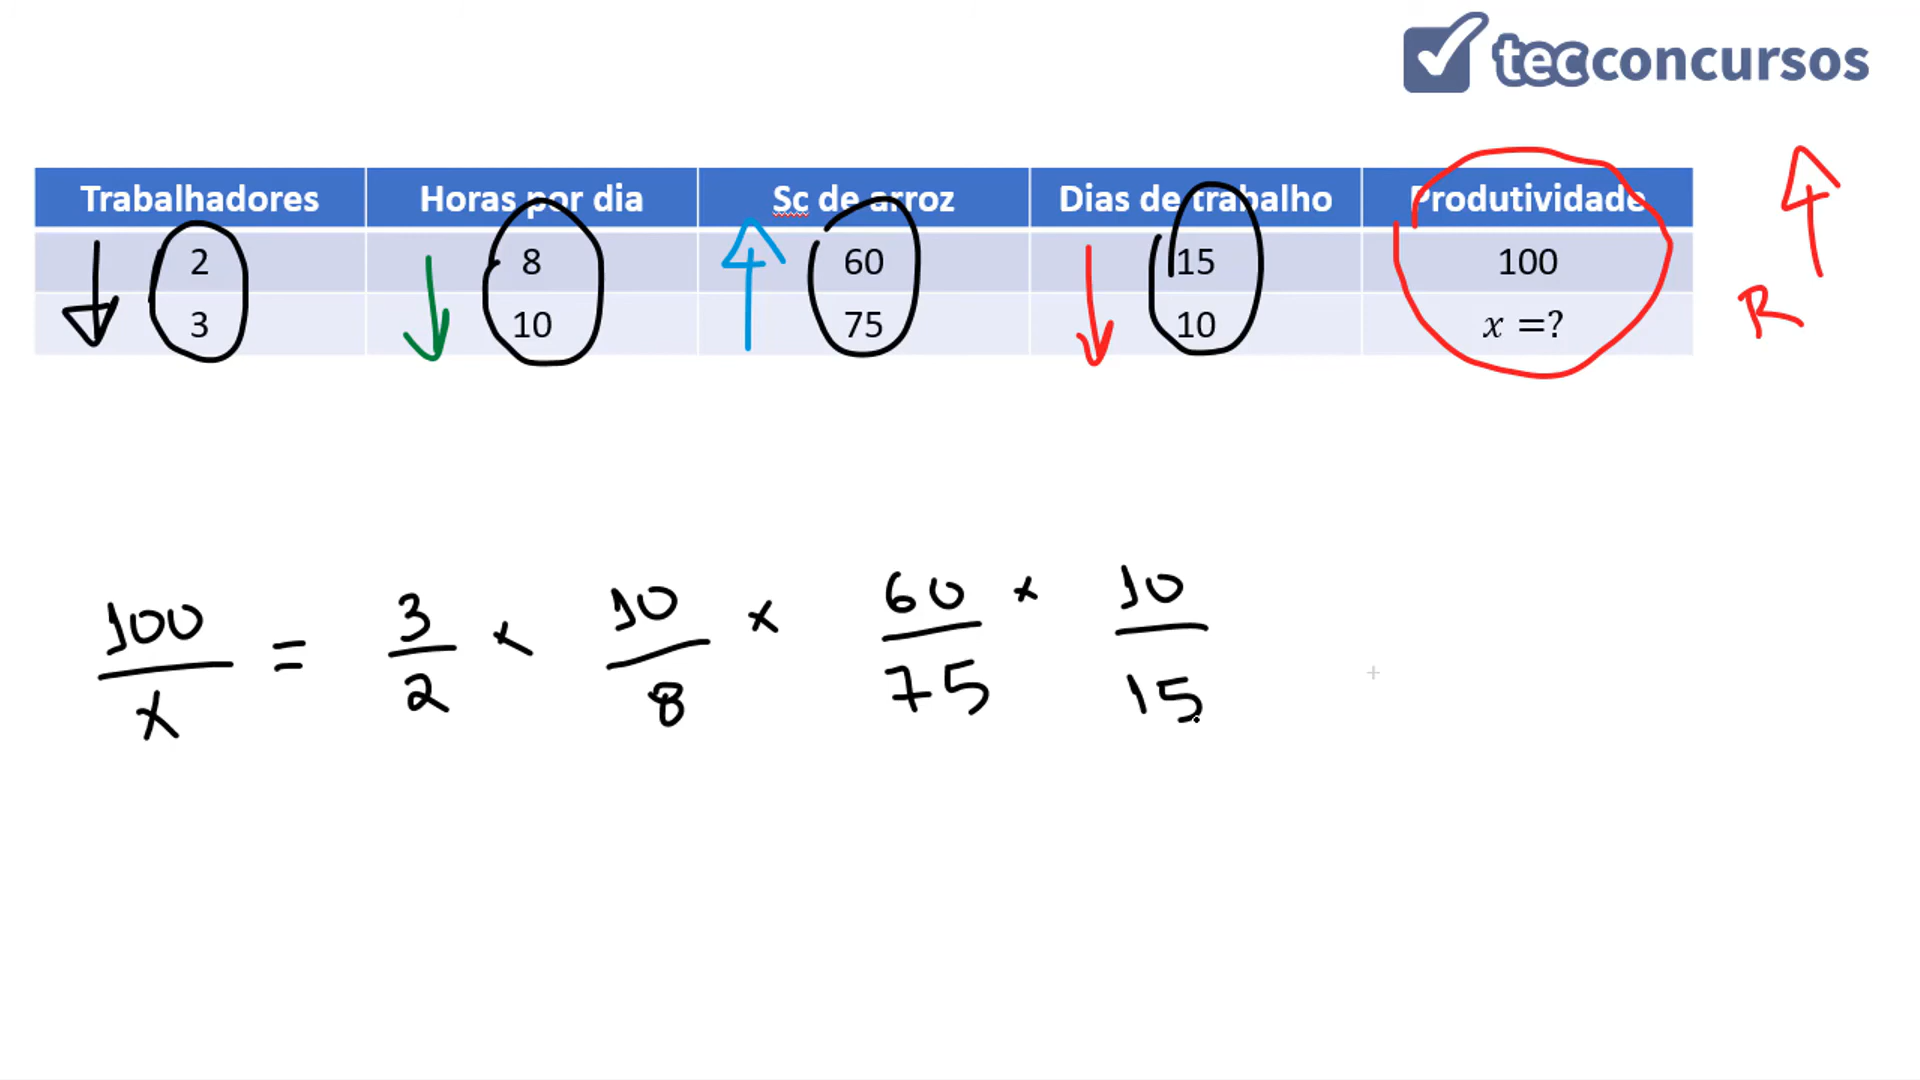 tecconcursos
Trabalhadores Horas por dia Sc de arroz Dias de trabalho Produtividade
2 8 60 15 100
3 10 75 10 x =?
R
100/x = 3/2 x 10/8 x 60/75 x 10/15